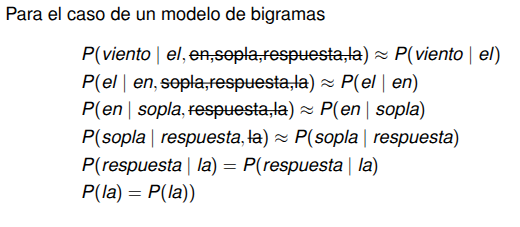 Para el caso de un modelo de bigramas
P(viento | el, en,sopla,respuesta,la) ≈ P(viento | el)
P(el | en, sopla,respuesta,la) ≈ P(el | en)
P(en | sopla, respuesta,la) ≈ P(en | sopla)
P(sopla | respuesta, la) ≈ P(sopla | respuesta)
P(respuesta | la) = P(respuesta | la)
P(la) = P(la))